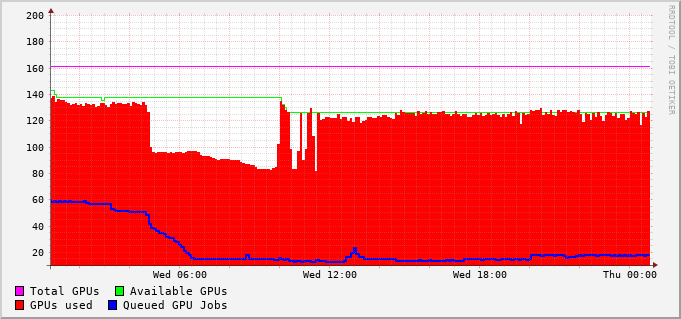 RRDTOOL / TOBI OETIKER
200
180
160
140
120
100
80
60
40
20
Wed 06:00 Wed 12:00 Wed 18:00 Thu 00:00
Total GPUs Available GPUs
GPUs used Queued GPU Jobs